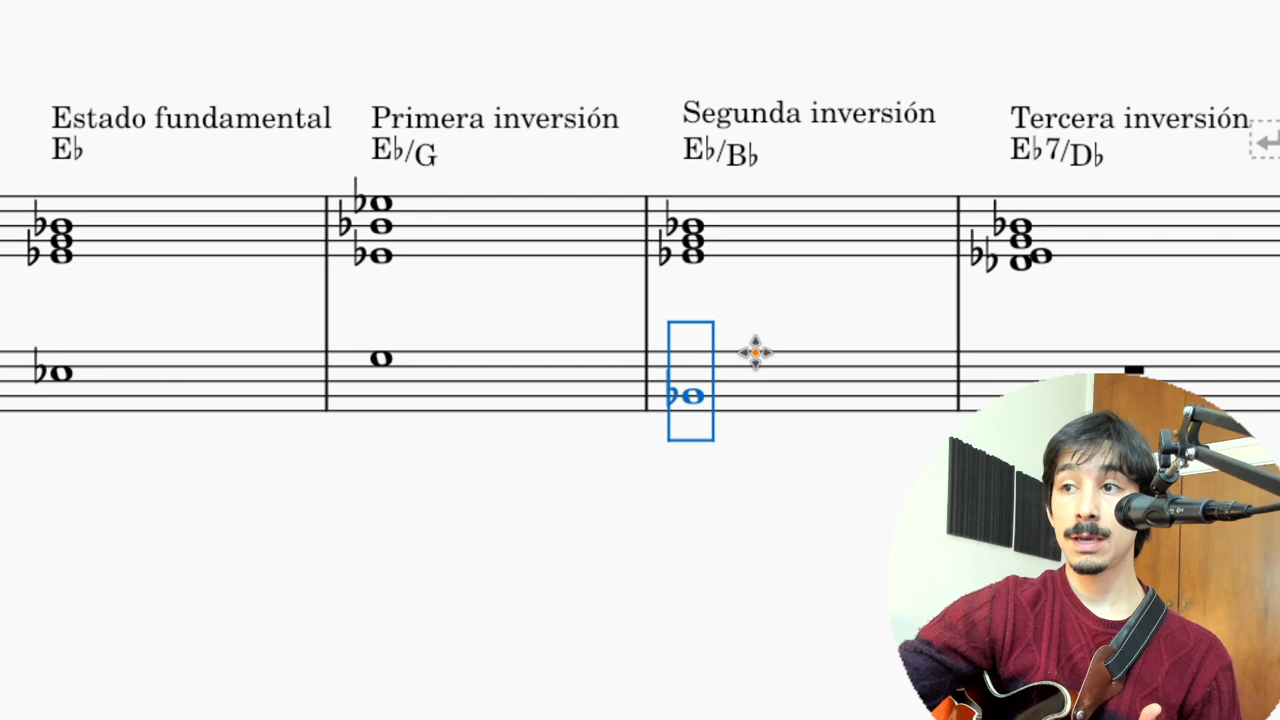 Estado fundamental
E♭
Primera inversión
E♭/G
Segunda inversión
E♭/B♭
Tercera inversión
E♭7/D♭